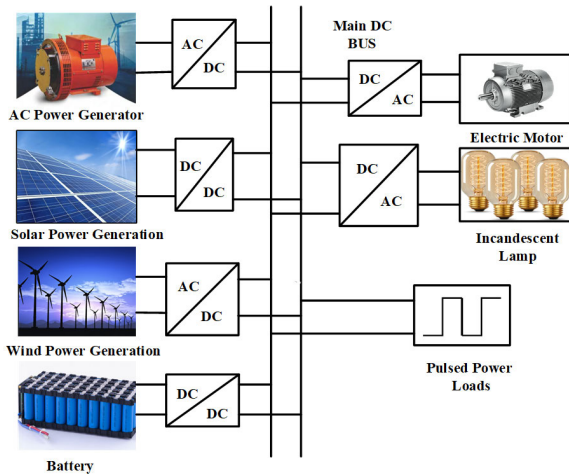 AC
DC
AC Power Generator
Main DC
BUS
DC
AC
Electric Motor
DC
DC
Solar Power Generation
DC
AC
Incandescent
Lamp
AC
DC
Wind Power Generation
Pulsed Power
Loads
DC
DC
Battery